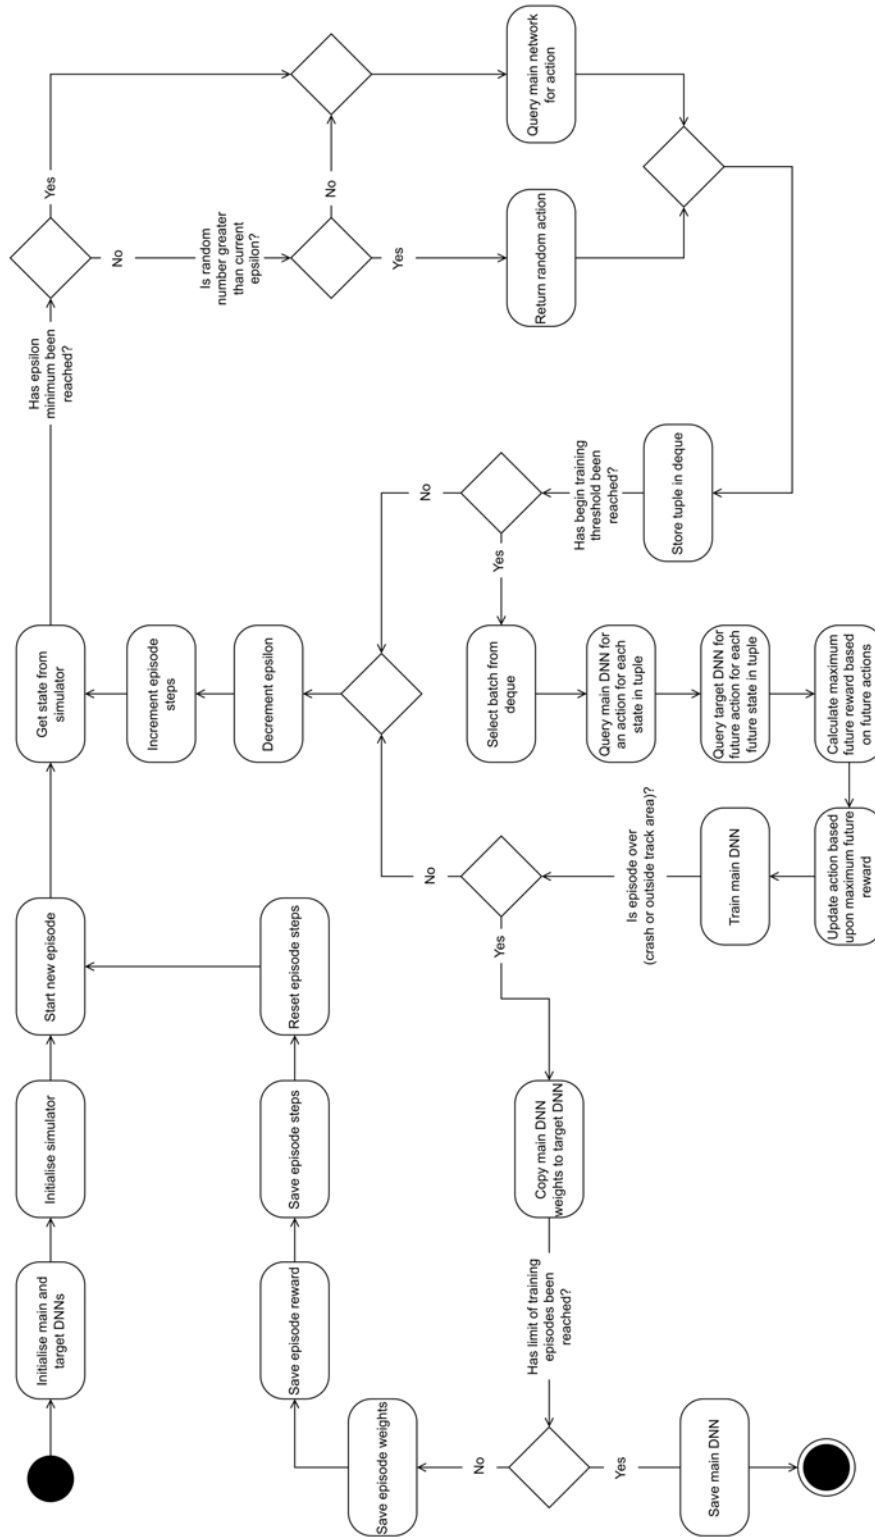 Initialise main and
target DNNs
Initialise simulator
Start new episode
Get state from
simulator
Has epsilon
minimum been
reached?
Yes
No
Is random
number greater
than current
epsilon?
No
Yes
Query main network
for action
Return random action
Store tuple in deque
Has begin training
threshold been
reached?
No
Yes
Increment episode
steps
Decrement epsilon
Select batch from
deque
Query main DNN for
an action for each
state in tuple
Query target DNN for
future action for each
future state in tuple
Calculate maximum
future reward based
on future actions
Update action based
upon maximum future
reward
Train main DNN
Is episode over
(crash or outside track area)?
No
Yes
Copy main DNN
weights to target DNN
Has limit of training
episodes been
reached?
No
Yes
Save episode weights
Save episode reward
Save episode steps
Reset episode steps
Save main DNN